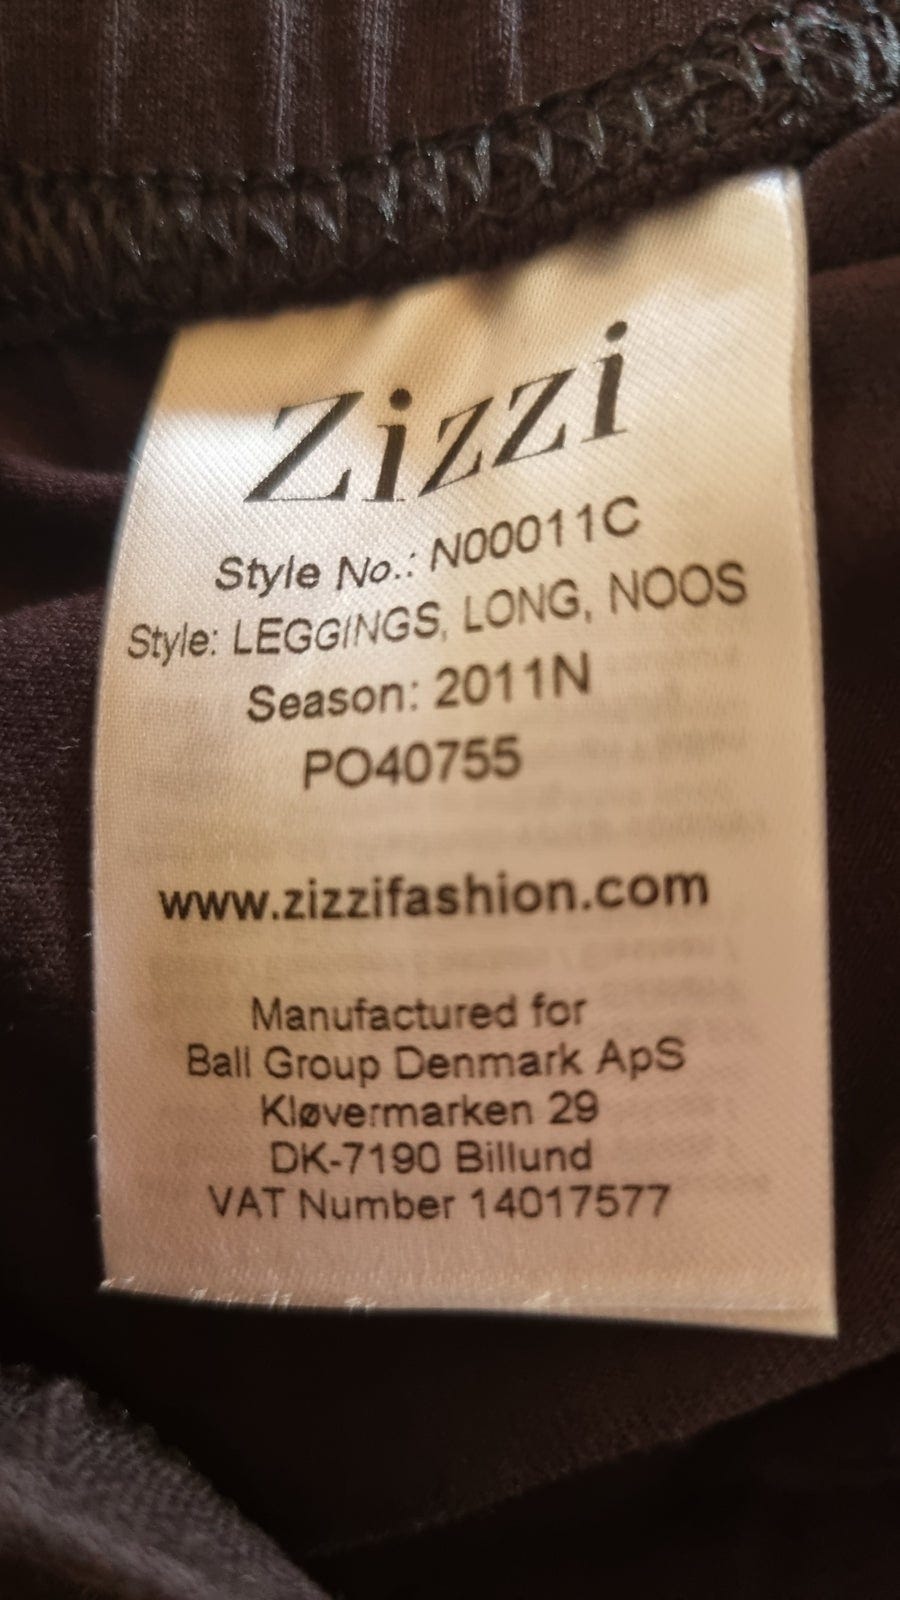 Zizzi
Style No.: N00011C
Style: LEGGINGS, LONG, NOOS
Season: 2011N
PO40755
www.zizzifashion.com
Manufactured for
Ball Group Denmark ApS
Kløvermarken 29
DK-7190 Billund
VAT Number 14017577